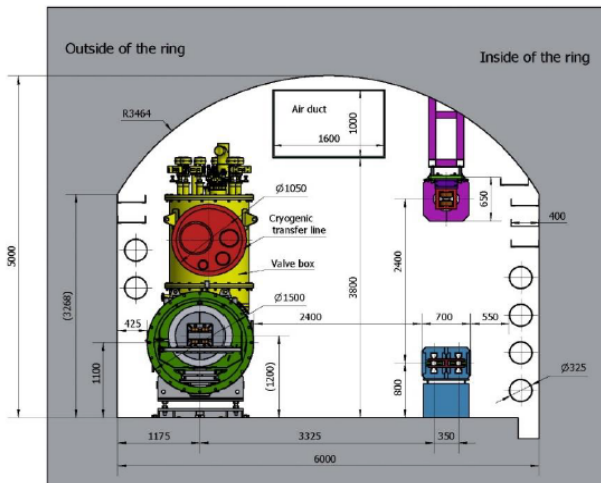 Outside of the ring
Inside of the ring
R3464
Air duct
1000
1600
Ø1050
650
Cryogenic
transfer line
400
5000
(3268)
Valve box
3800
2400
Ø1500
425
2400
700
550
1100
(1200)
800
Ø325
1175
3325
350
6000